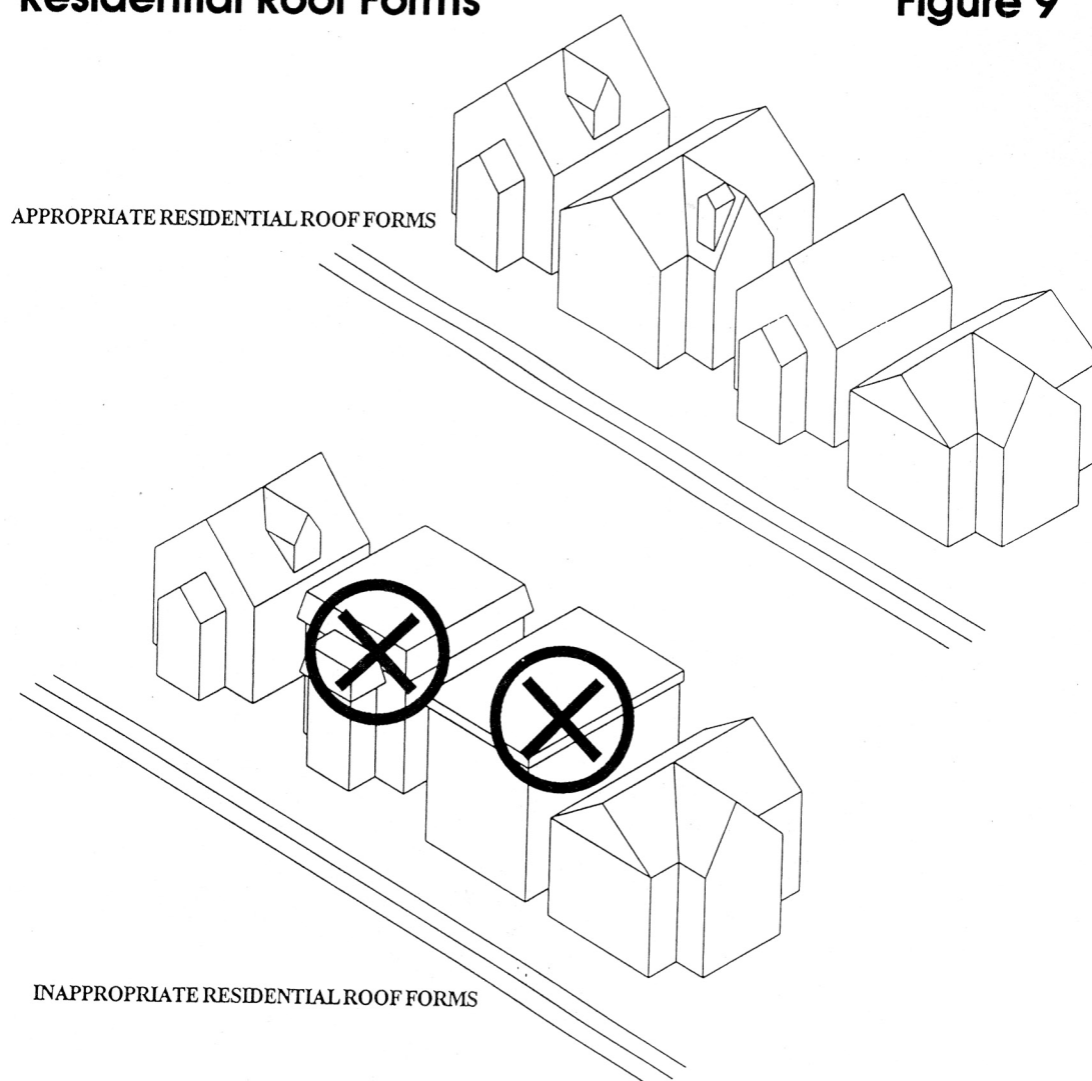 Residential Roof Forms
Figure 9
APPROPRIATE RESIDENTIAL ROOF FORMS
INAPPROPRIATE RESIDENTIAL ROOF FORMS